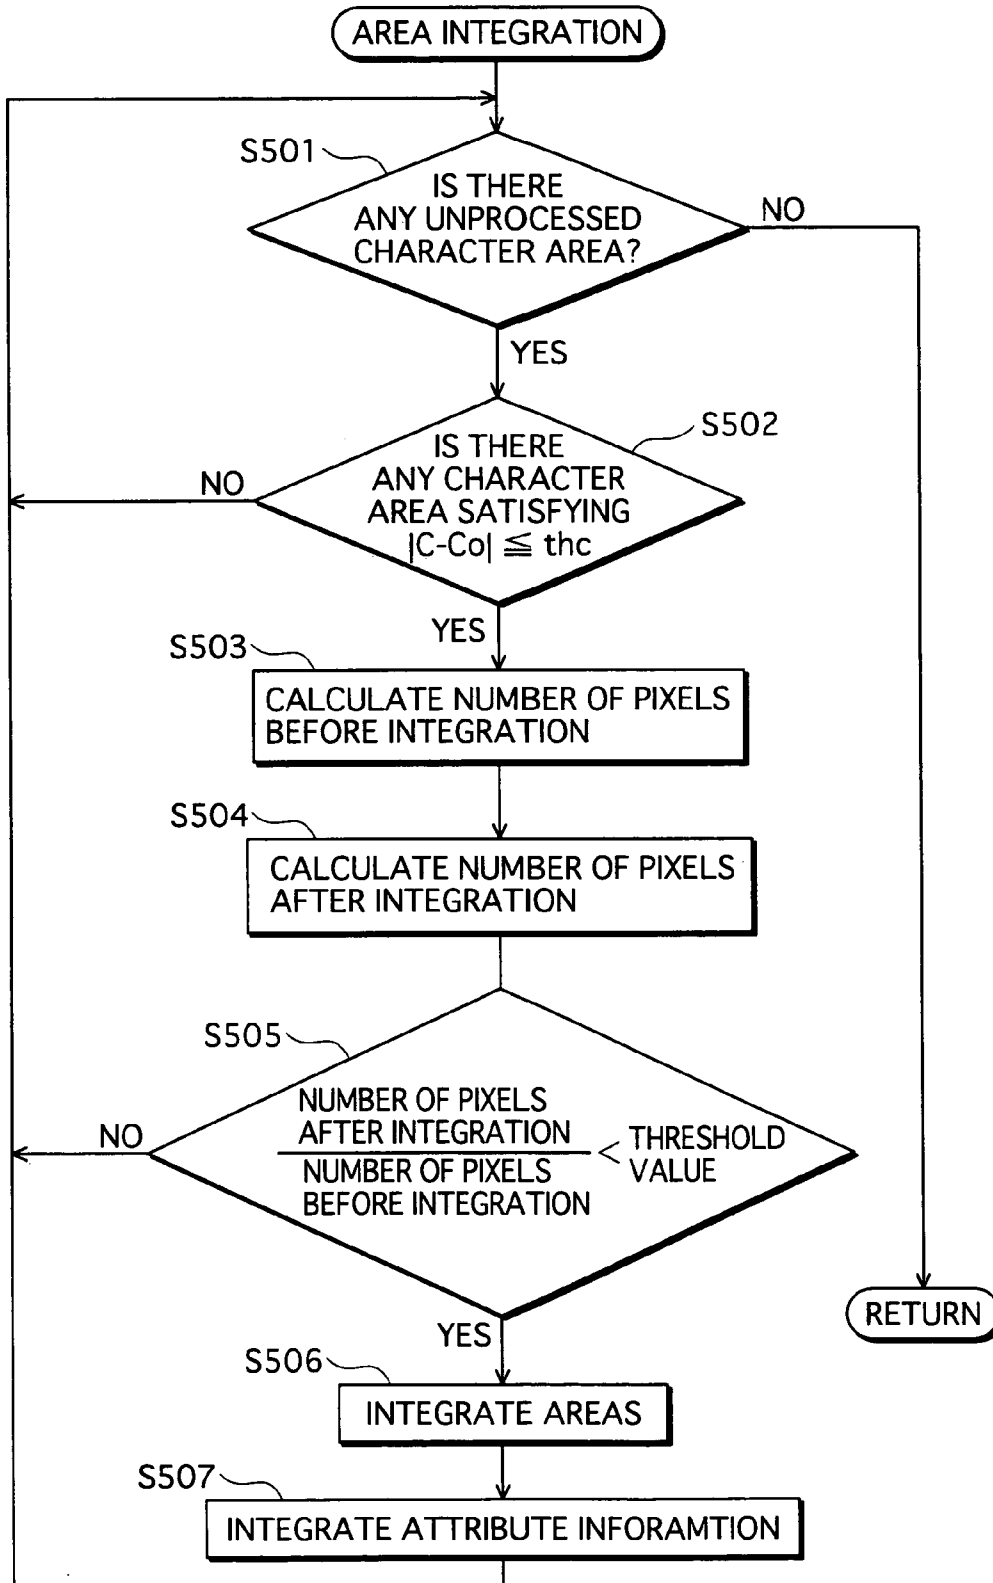 AREA INTEGRATION
S501
IS THERE
ANY UNPROCESSED
CHARACTER AREA?
NO
YES
S502
IS THERE
ANY CHARACTER
AREA SATISFYING
|C-Co| ≦ thc
NO
YES
S503
CALCULATE NUMBER OF PIXELS
BEFORE INTEGRATION
S504
CALCULATE NUMBER OF PIXELS
AFTER INTEGRATION
S505
NUMBER OF PIXELS
AFTER INTEGRATION
NUMBER OF PIXELS
BEFORE INTEGRATION
< THRESHOLD
VALUE
NO
YES
RETURN
S506
INTEGRATE AREAS
S507
INTEGRATE ATTRIBUTE INFORAMTION